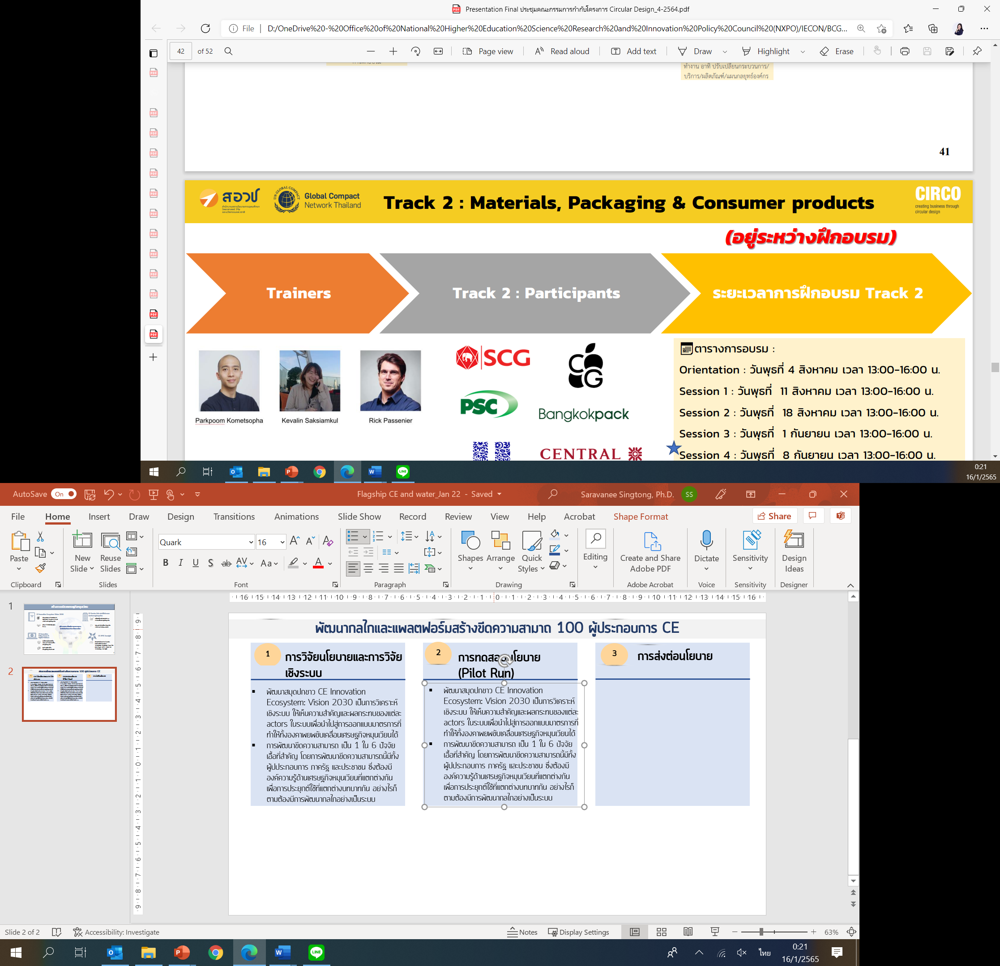 Presentation Final ประชุมคณะกรรมการกำกับโครงการ Circular Design_4-2564.pdf
File
D:/OneDrive%20-%20Office%20of%20National%20Higher%20Education%20Science%20Research%20and%20Innovation%20Policy%20Council%20(NXPO)/IECON/BCG...
42 of 52
Page view
Read aloud
Add text
Draw
Highlight
Erase
ทำงาน อาทิ ปรับเปลี่ยนกระบวนการ/
บริการ/ผลิตภัณฑ์/แผนกลยุทธ์องค์กร
41
สอวช
Global Compact
Network Thailand
Track 2 : Materials, Packaging & Consumer products
CIRCO
creating business through
circular design
(อยู่ระหว่างฝึกอบรม)
Trainers
Track 2 : Participants
ระยะเวลาการฝึกอบรม Track 2
Parkpoom Kometsopha
Kevalin Saksiamkul
Rick Passenier
SCG
PSC
Bangkokpack
CENTRAL
ตารางการอบรม :
Orientation : วันพุธที่ 4 สิงหาคม เวลา 13:00-16:00 น.
Session 1 : วันพุธที่ 11 สิงหาคม เวลา 13:00-16:00 น.
Session 2 : วันพุธที่ 18 สิงหาคม เวลา 13:00-16:00 น.
Session 3 : วันพุธที่ 1 กันยายน เวลา 13:00-16:00 น.
Session 4 : วันพุธที่ 8 กันยายน เวลา 13:00-16:00 น.
0:21
16/1/2565
AutoSave On
Flagship CE and water_Jan 22 - Saved
Saravanee Singtong, Ph.D. SS
File Home Insert Draw Design Transitions Animations Slide Show Record Review View Help Acrobat Shape Format
Share
Paste
Clipboard
New Slide
Reuse Slides
Slides
Quark 16
Font
Paragraph
Shapes
Arrange
Quick Styles
Drawing
Editing
Create and Share Adobe PDF
Adobe Acrobat
Dictate
Voice
Sensitivity
Sensitivity
Design Ideas
Designer
1
2
พัฒนากลไกและแพลตฟอร์มสร้างขีดความสามาถ 100 ผู้ประกอบการ CE
1 การวิจัยนโยบายและการวิจัย
เชิงระบบ
▪ พัฒนาสมุดปกขาว CE Innovation
Ecosystem: Vision 2030 เป็นการวิเคราะห์
เชิงระบบ ให้เห็นความสำคัญและผลกระทบของแต่ละ
actors ในระบบเพื่อนำไปสู่การออกแบบมาตรการที่
ทำให้ทั้งองคาพยพขับเคลื่อนเศรษฐกิจหมุนเวียนได้
▪ การพัฒนาขีดความสามารถ เป็น 1 ใน 6 ปัจจัย
เอื้อที่สำคัญ โดยการพัฒนาขีดความสามารถนี้มีทั้ง
ผู้ปประกอบการ ภาครัฐ และประชาชน ซึ่งต้องมี
องค์ความรู้ด้านเศรษฐกิจหมุนเวียนที่แตกต่างกัน
เพื่อการประยุกต์ใช้ที่แตกต่างบทบาทกัน อย่างไรก็
ตามต้องมีการพัฒนากลไกอย่างเป็นระบบ
2 การทดสอบนโยบาย
(Pilot Run)
▪ พัฒนาสมุดปกขาว CE Innovation
Ecosystem: Vision 2030 เป็นการวิเคราะห์
เชิงระบบ ให้เห็นความสำคัญและผลกระทบของแต่ละ
actors ในระบบเพื่อนำไปสู่การออกแบบมาตรการที่
ทำให้ทั้งองคาพยพขับเคลื่อนเศรษฐกิจหมุนเวียนได้
▪ การพัฒนาขีดความสามารถ เป็น 1 ใน 6 ปัจจัย
เอื้อที่สำคัญ โดยการพัฒนาขีดความสามารถนี้มีทั้ง
ผู้ปประกอบการ ภาครัฐ และประชาชน ซึ่งต้องมี
องค์ความรู้ด้านเศรษฐกิจหมุนเวียนที่แตกต่างกัน
เพื่อการประยุกต์ใช้ที่แตกต่างบทบาทกัน อย่างไรก็
ตามต้องมีการพัฒนากลไกอย่างเป็นระบบ
3 การส่งต่อนโยบาย
Slide 2 of 2
Accessibility: Investigate
Notes
Display Settings
63%
ไทย
0:21
16/1/2565